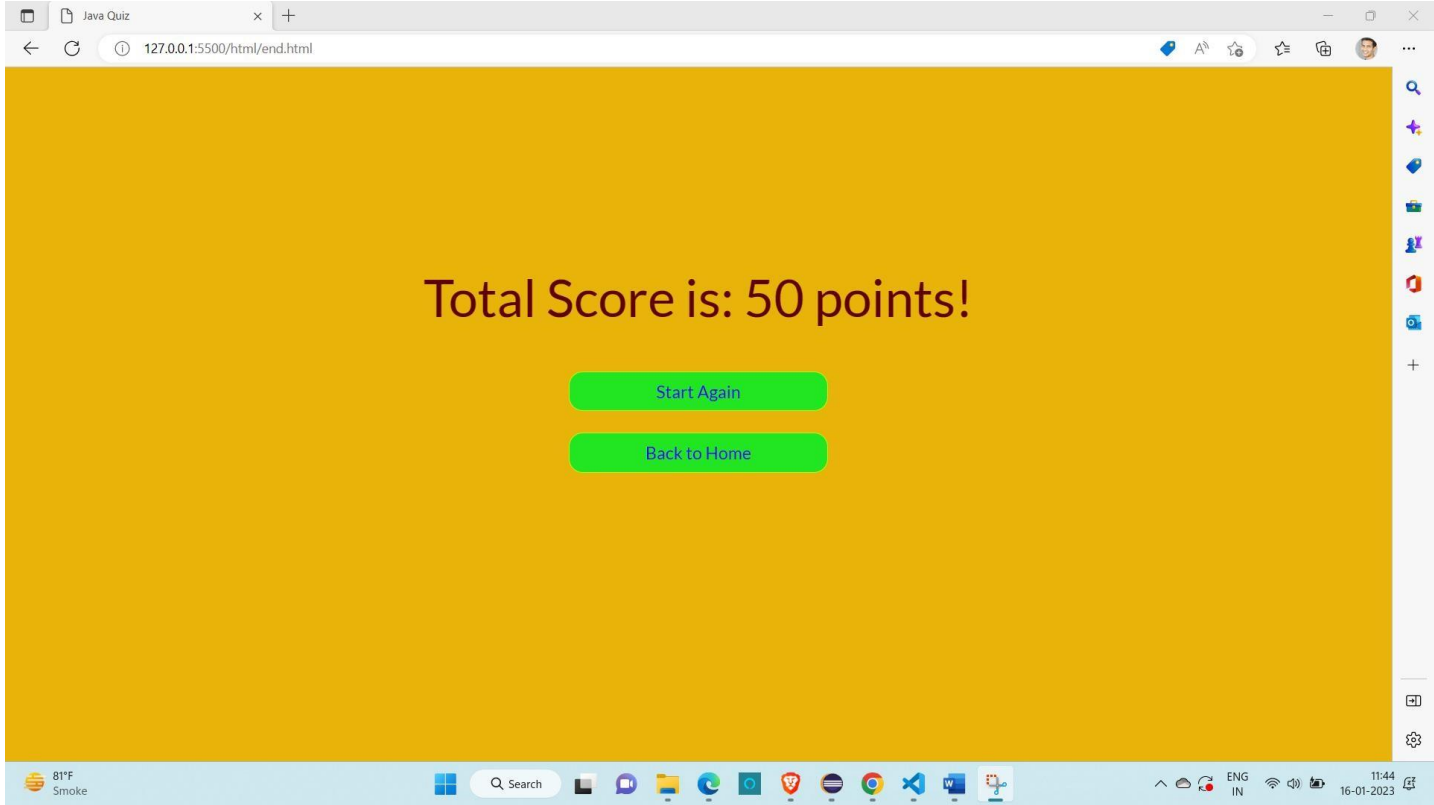 Java Quiz
127.0.0.1:5500/html/end.html
Total Score is: 50 points!
Start Again
Back to Home
81°F
Smoke
Search
ENG
IN
11:44
16-01-2023